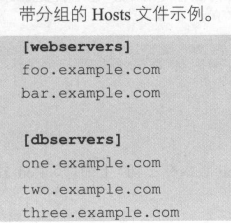 带分组的 Hosts 文件示例。
[webservers]
foo.example.com
bar.example.com
[dbservers]
one.example.com
two.example.com
three.example.com